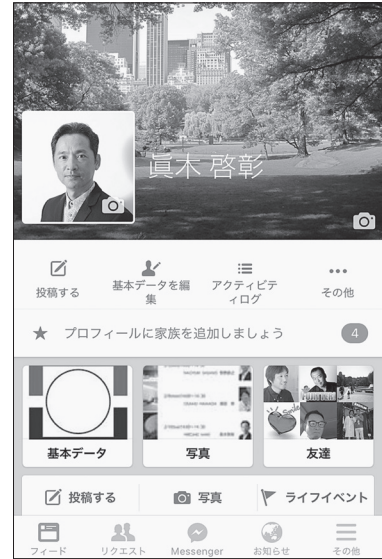 眞木 啓彰
投稿する
基本データを編
集
アクティビテ
ィログ
その他
プロフィールに家族を追加しましょう
4
基本データ
写真
友達
投稿する
写真
ライフイベント
フィード
リクエスト
Messenger
お知らせ
その他